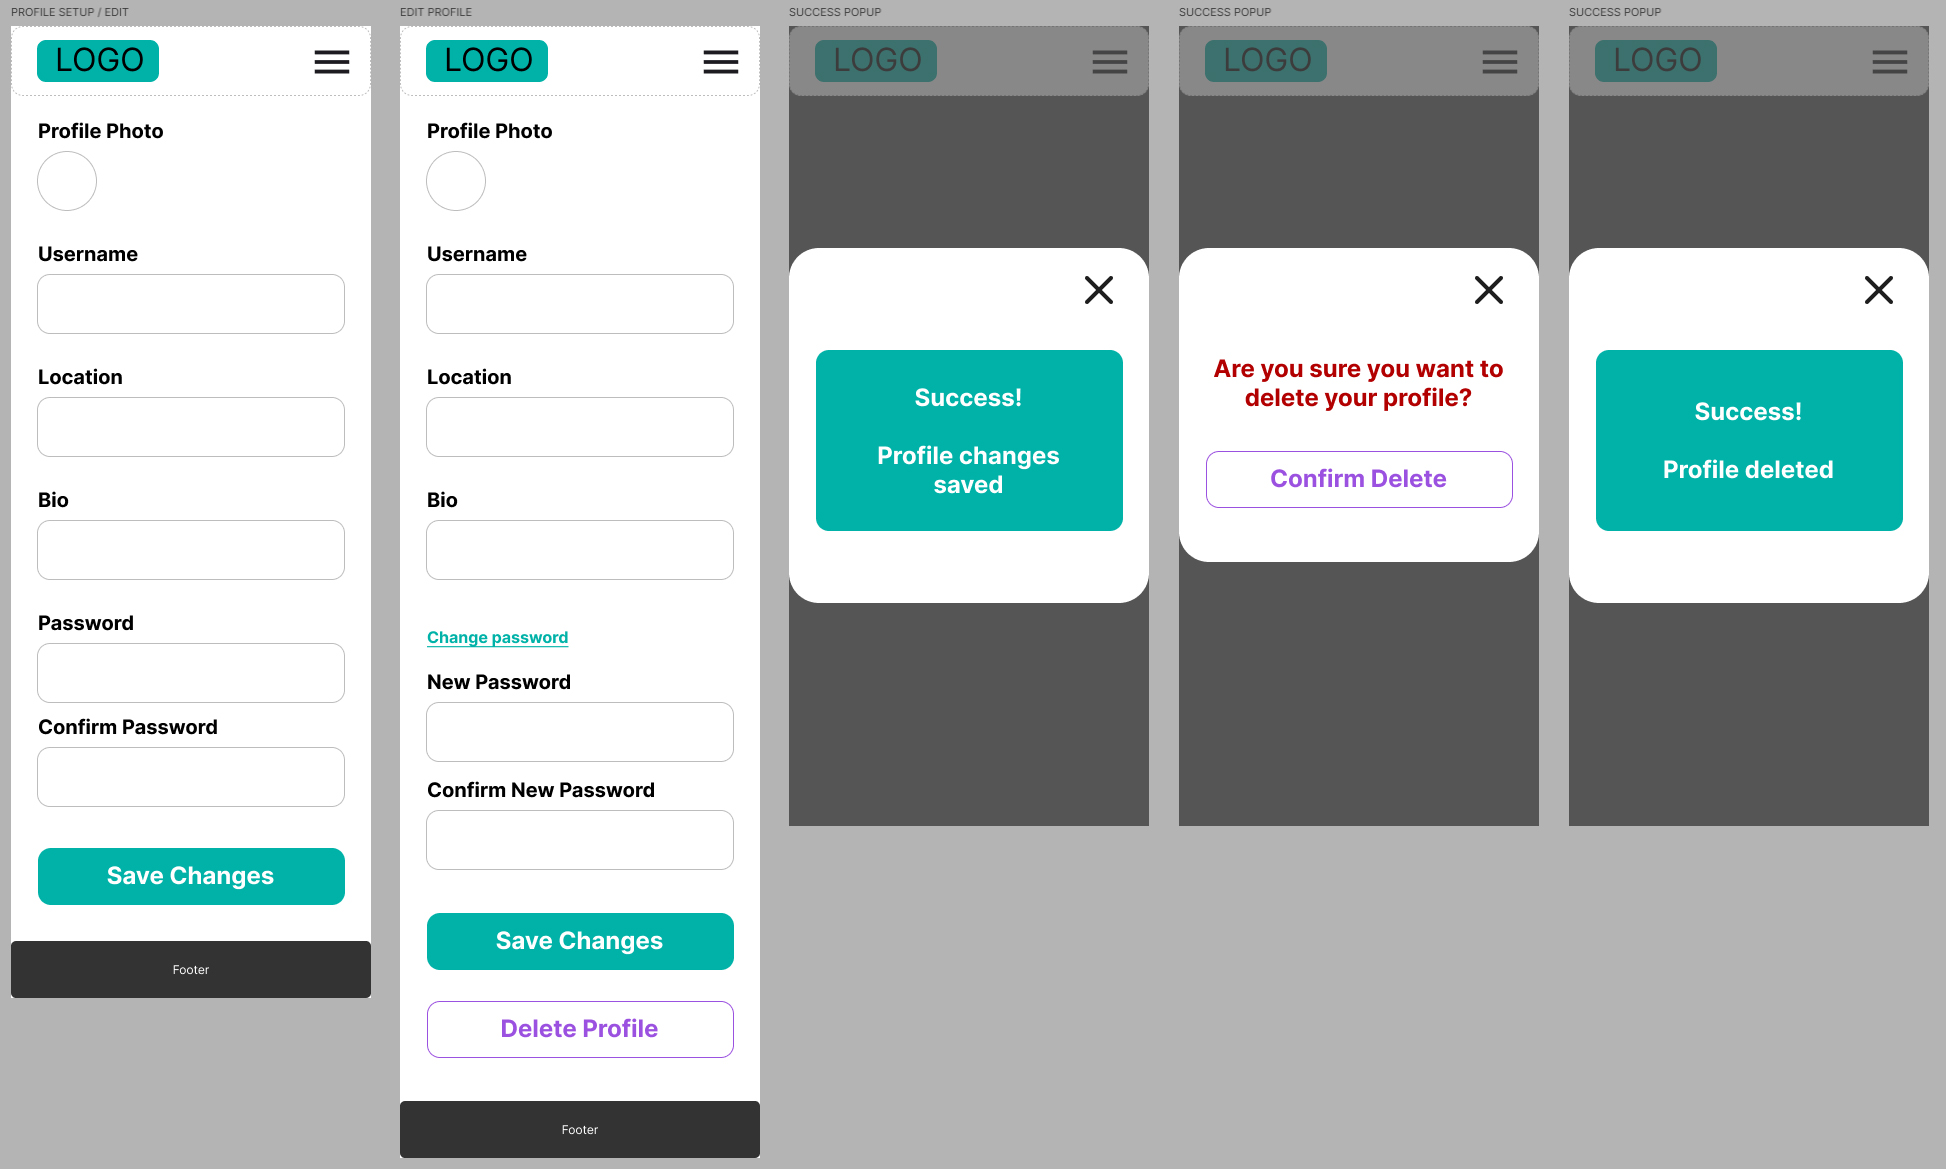 PROFILE SETUP / EDIT
LOGO
Profile Photo
Username
Location
Bio
Password
Confirm Password
Save Changes
Footer
EDIT PROFILE
LOGO
Profile Photo
Username
Location
Bio
Change password
New Password
Confirm New Password
Save Changes
Delete Profile
Footer
SUCCESS POPUP
LOGO
Success!
Profile changes
saved
SUCCESS POPUP
LOGO
Are you sure you want to
delete your profile?
Confirm Delete
SUCCESS POPUP
LOGO
Success!
Profile deleted